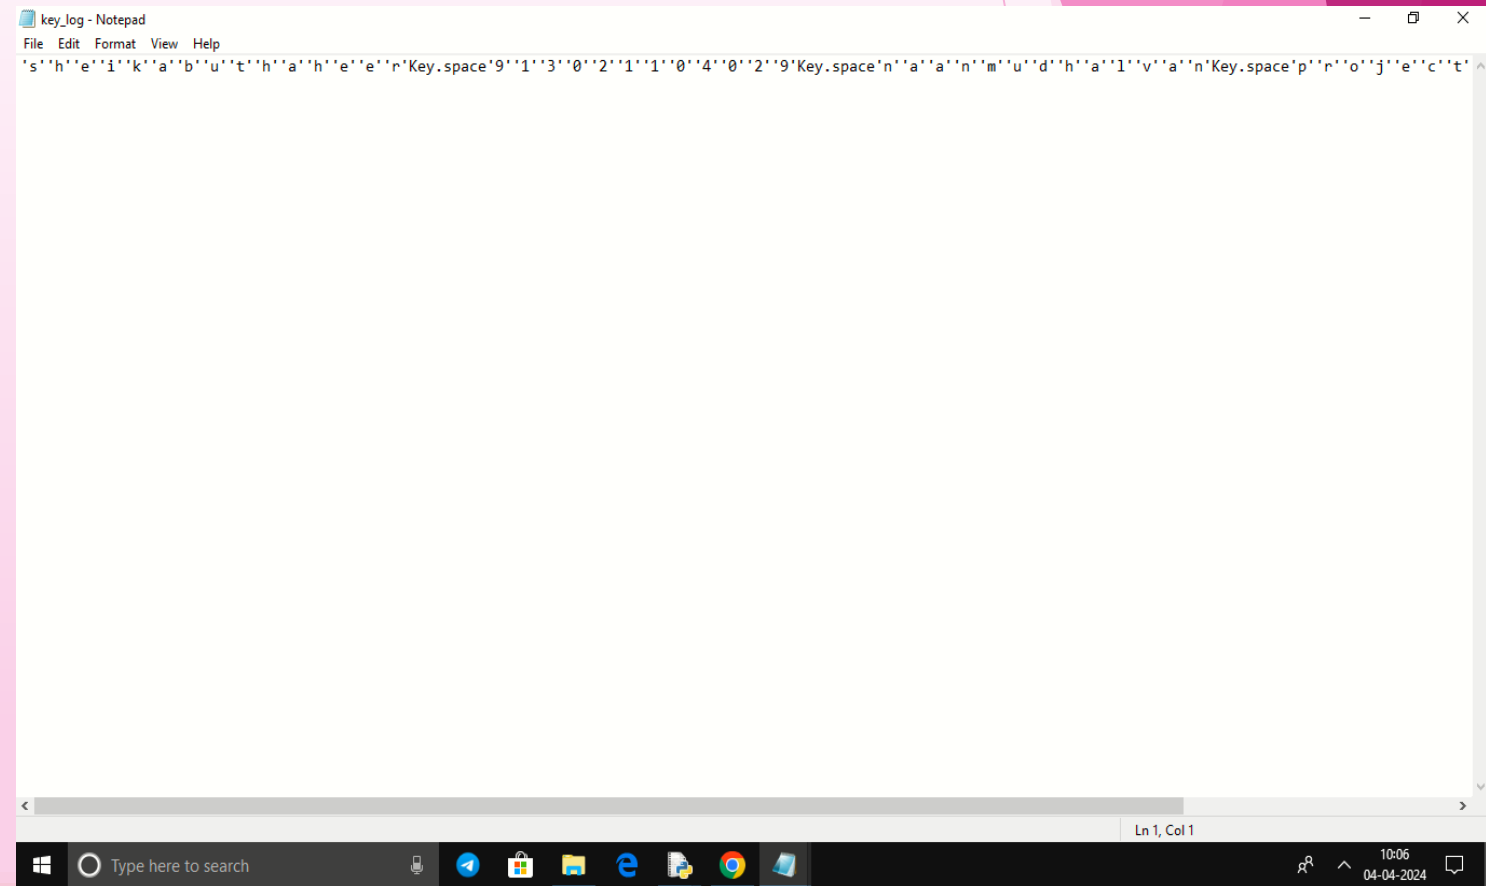 key_log - Notepad
File Edit Format View Help
's''h''e''i''k''a''b''u''t''h''a''h''e''e''r'Key.space'9''1''3''0''2''1''1''0''4''0''2''9'Key.space'n''a''a''n''m''u''d''h''a''l''v''a''n'Key.space'p''r''o''j''e''c''t'
Ln 1, Col 1
Type here to search
10:06
04-04-2024